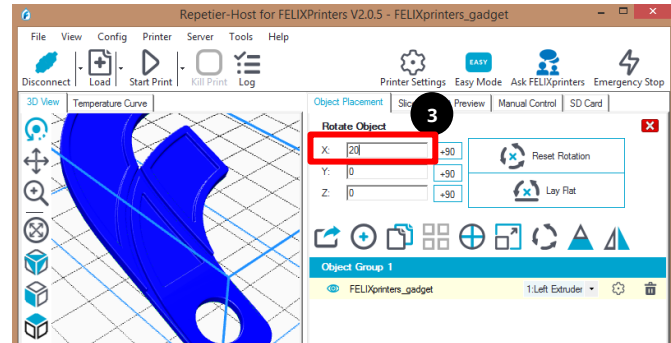 Repetier-Host for FELIXPrinters V2.0.5 - FELIXprinters_gadget
File View Config Printer Server Tools Help
Disconnect Load Start Print Kill Print Log Printer Settings EASY Easy Mode Ask FELIXprinters Emergency Stop
3D View Temperature Curve Object Placement Preview Manual Control SD Card
3
Rotate Object
X: 20 +90 Reset Rotation
Y: 0 +90
Z: 0 +90 Lay Flat
Object Group 1
FELIXprinters_gadget 1:Left Extruder